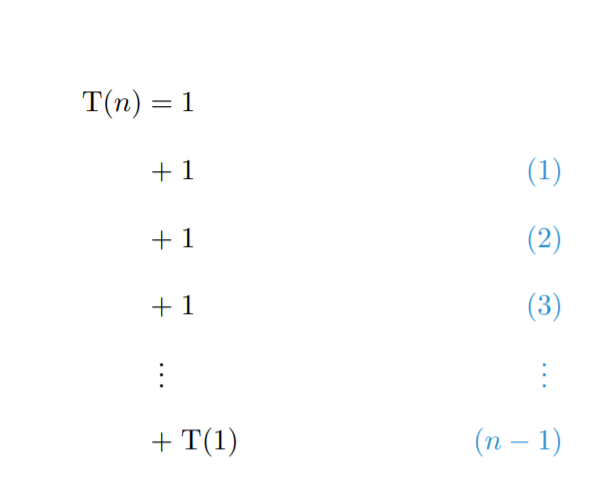 T(n) = 1
+ 1 (1)
+ 1 (2)
+ 1 (3)
⋮ ⋮
+ T(1) (n − 1)